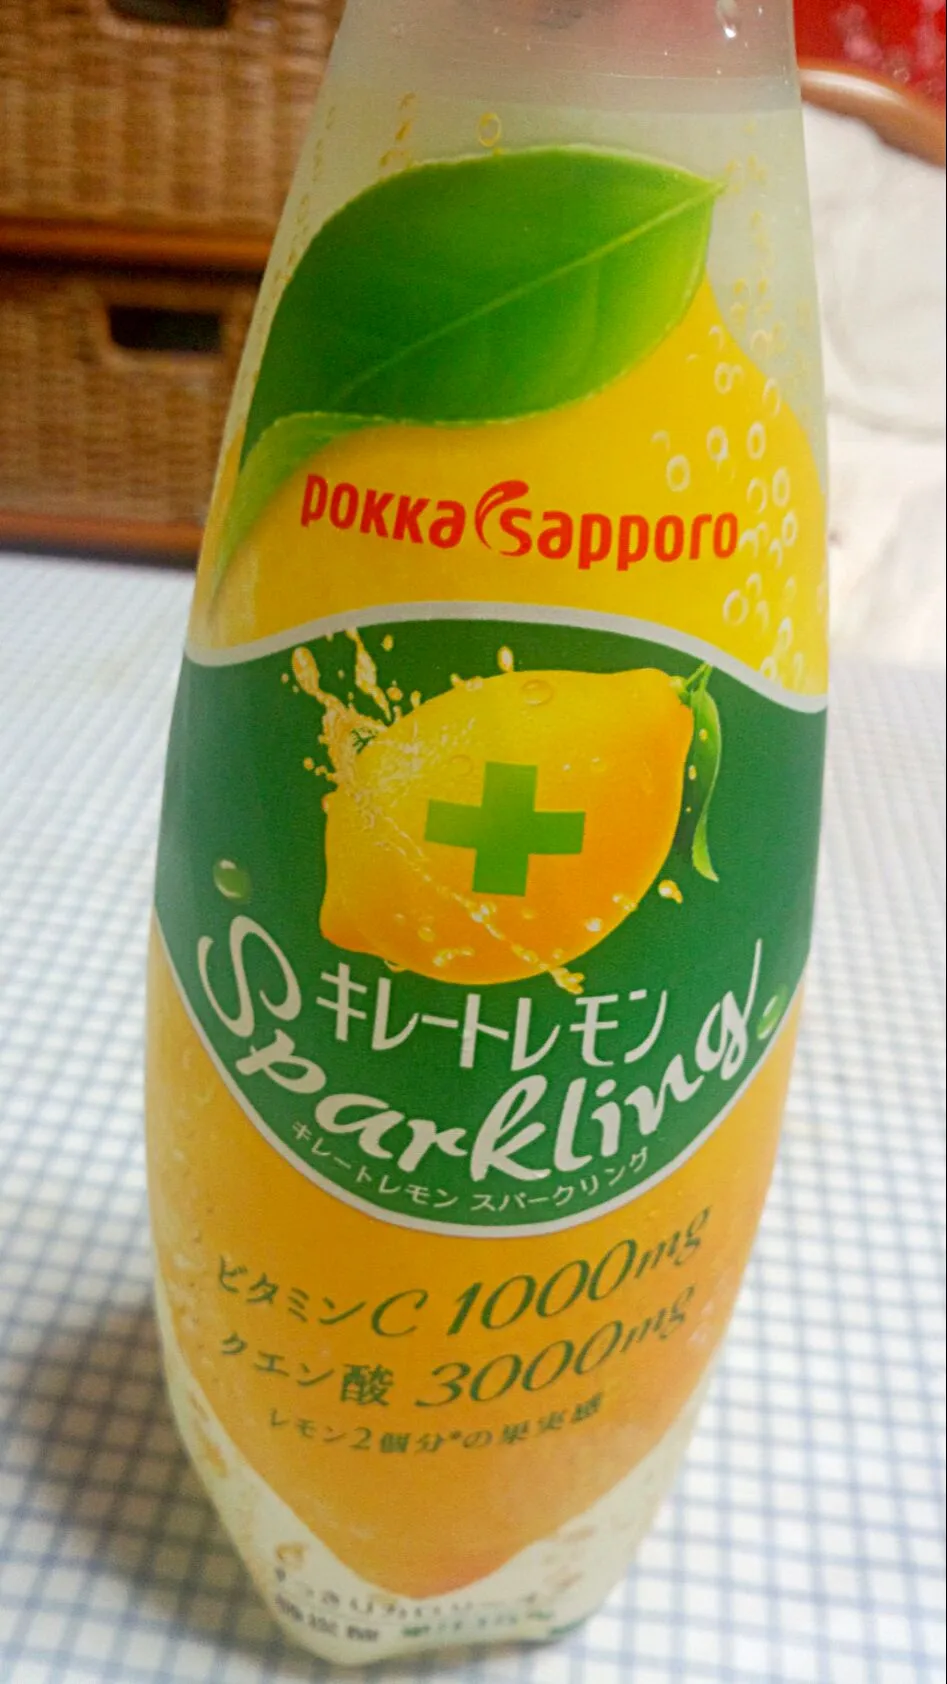 POKKA sapporo
キレートレモン
Sparkling
キレートレモン スパークリング
ビタミンC 1000mg
クエン酸 3000mg
レモン2個分*の果実感